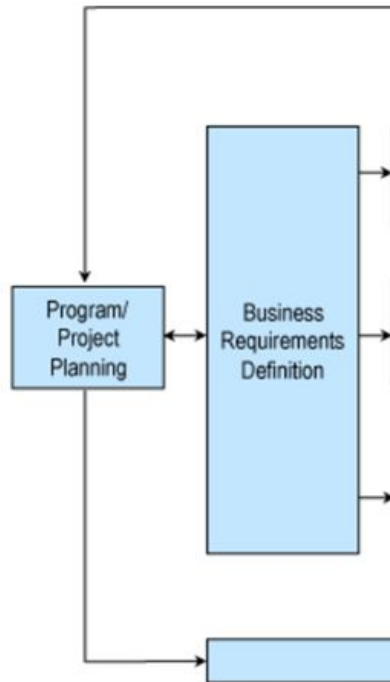 Program/
Project
Planning
Business
Requirements
Definition